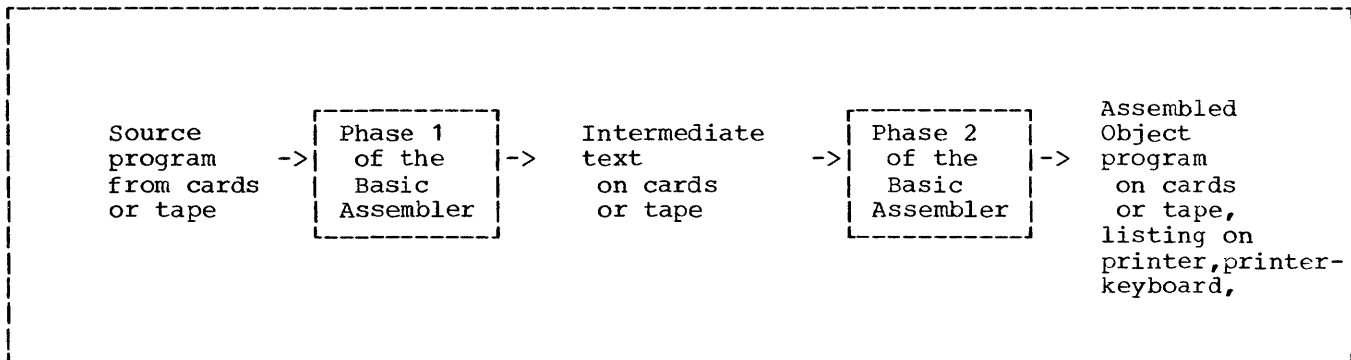 Source
program
from cards
or tape
->
Phase 1
of the
Basic
Assembler
->
Intermediate
text
on cards
or tape
->
Phase 2
of the
Basic
Assembler
->
Assembled
Object
program
on cards
or tape,
listing on
printer,printer-
keyboard,